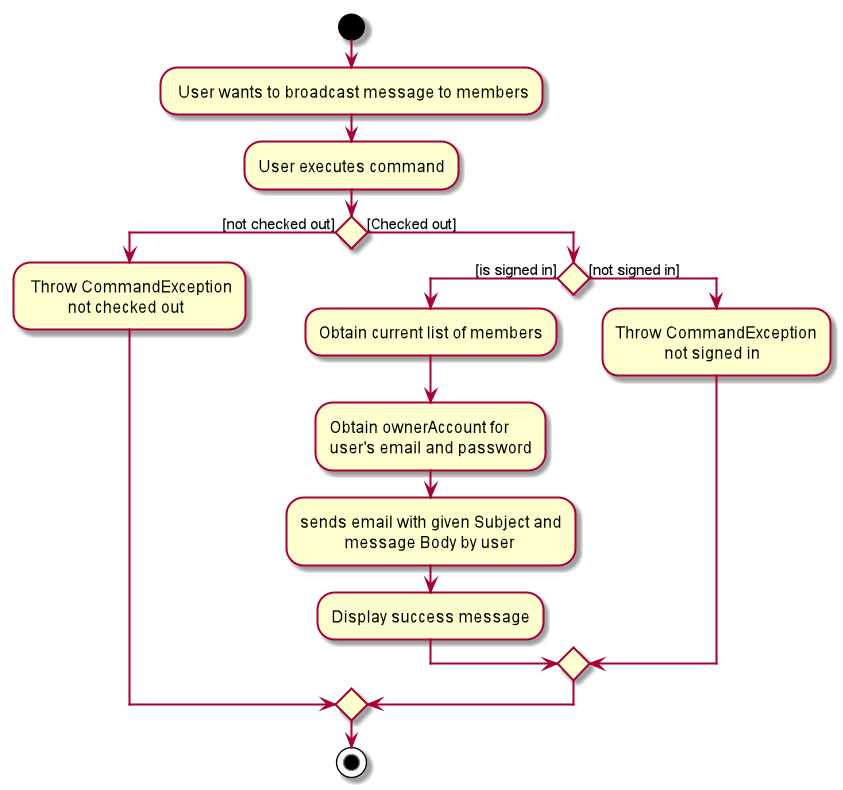 User wants to broadcast message to members
User executes command
[not checked out]
[Checked out]
[is signed in]
[not signed in]
Throw CommandException
not checked out
Obtain current list of members
Throw CommandException
not signed in
Obtain ownerAccount for
user's email and password
sends email with given Subject and
message Body by user
Display success message